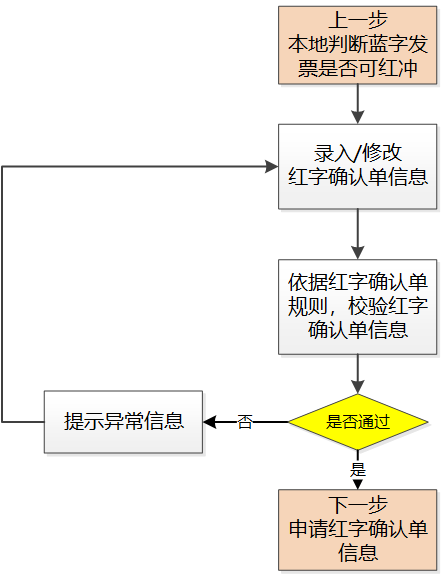 上一步
本地判断蓝字发
票是否可红冲
录入/修改
红字确认单信息
依据红字确认单
规则，校验红字
确认单信息
提示异常信息
否
是否通过
是
下一步
申请红字确认单
信息